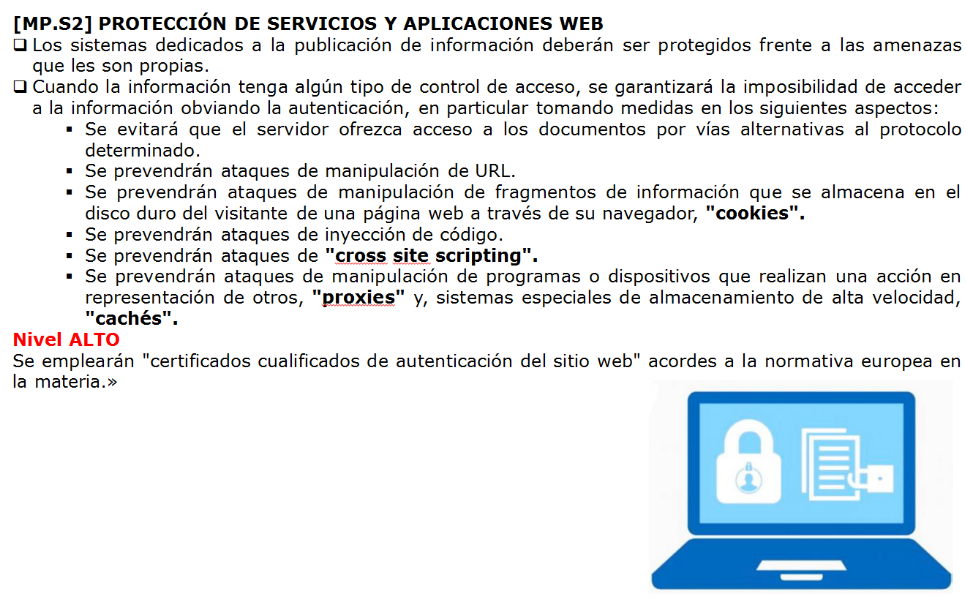 [MP.S2] PROTECCIÓN DE SERVICIOS Y APLICACIONES WEB
❑ Los sistemas dedicados a la publicación de información deberán ser protegidos frente a las amenazas
que les son propias.
❑ Cuando la información tenga algún tipo de control de acceso, se garantizará la imposibilidad de acceder
a la información obviando la autenticación, en particular tomando medidas en los siguientes aspectos:
▪ Se evitará que el servidor ofrezca acceso a los documentos por vías alternativas al protocolo
determinado.
▪ Se prevendrán ataques de manipulación de URL.
▪ Se prevendrán ataques de manipulación de fragmentos de información que se almacena en el
disco duro del visitante de una página web a través de su navegador, "cookies".
▪ Se prevendrán ataques de inyección de código.
▪ Se prevendrán ataques de "cross site scripting".
▪ Se prevendrán ataques de manipulación de programas o dispositivos que realizan una acción en
representación de otros, "proxies" y, sistemas especiales de almacenamiento de alta velocidad,
"cachés".
Nivel ALTO
Se emplearán "certificados cualificados de autenticación del sitio web" acordes a la normativa europea en
la materia.»